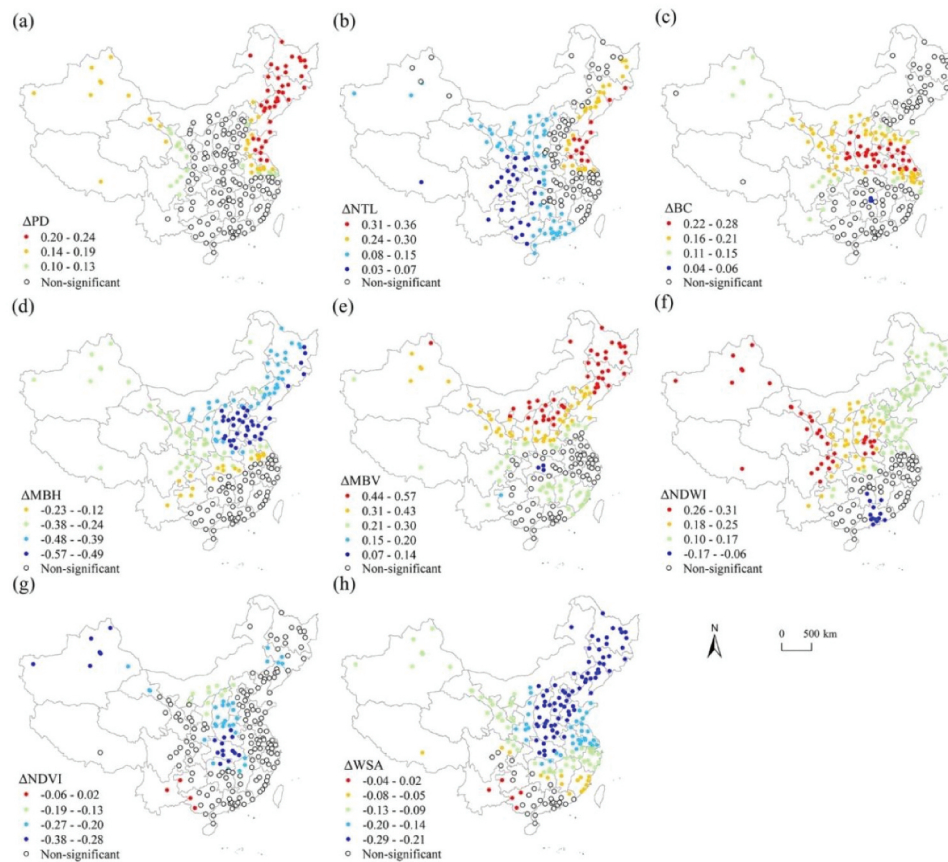 (a)
ΔPD
0.20 - 0.24
0.14 - 0.19
0.10 - 0.13
Non-significant
(b)
ΔNTL
0.31 - 0.36
0.24 - 0.30
0.08 - 0.15
0.03 - 0.07
Non-significant
(c)
ΔBC
0.22 - 0.28
0.16 - 0.21
0.11 - 0.15
0.04 - 0.06
Non-significant
(d)
ΔMBH
-0.23 - -0.12
-0.38 - -0.24
-0.48 - -0.39
-0.57 - -0.49
Non-significant
(e)
ΔMBV
0.44 - 0.57
0.31 - 0.43
0.21 - 0.30
0.15 - 0.20
0.07 - 0.14
Non-significant
(f)
ΔNDWI
0.26 - 0.31
0.18 - 0.25
0.10 - 0.17
-0.17 - -0.06
Non-significant
(g)
ΔNDVI
-0.06 - 0.02
-0.19 - -0.13
-0.27 - -0.20
-0.38 - -0.28
Non-significant
(h)
ΔWSA
-0.04 - 0.02
-0.08 - -0.05
-0.13 - -0.09
-0.20 - -0.14
-0.29 - -0.21
Non-significant
N
0 500 km